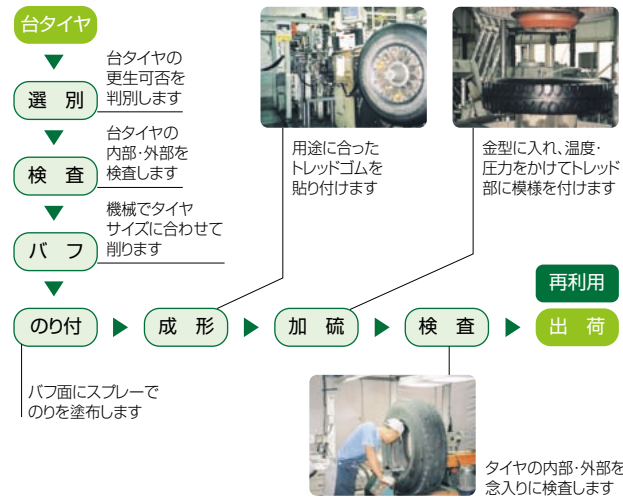 台タイヤ
台タイヤの
更生可否を
判別します
選 別
台タイヤの
内部・外部を
検査します
検 査
機械でタイヤ
サイズに合わせて
削ります
バ フ
用途に合った
トレッドゴムを
貼り付けます
金型に入れ、温度・
圧力をかけてトレッド
部に模様を付けます
再利用
のり付
成 形
加 硫
検 査
出 荷
バフ面にスプレーで
のりを塗布します
タイヤの内部・外部を
念入りに検査します